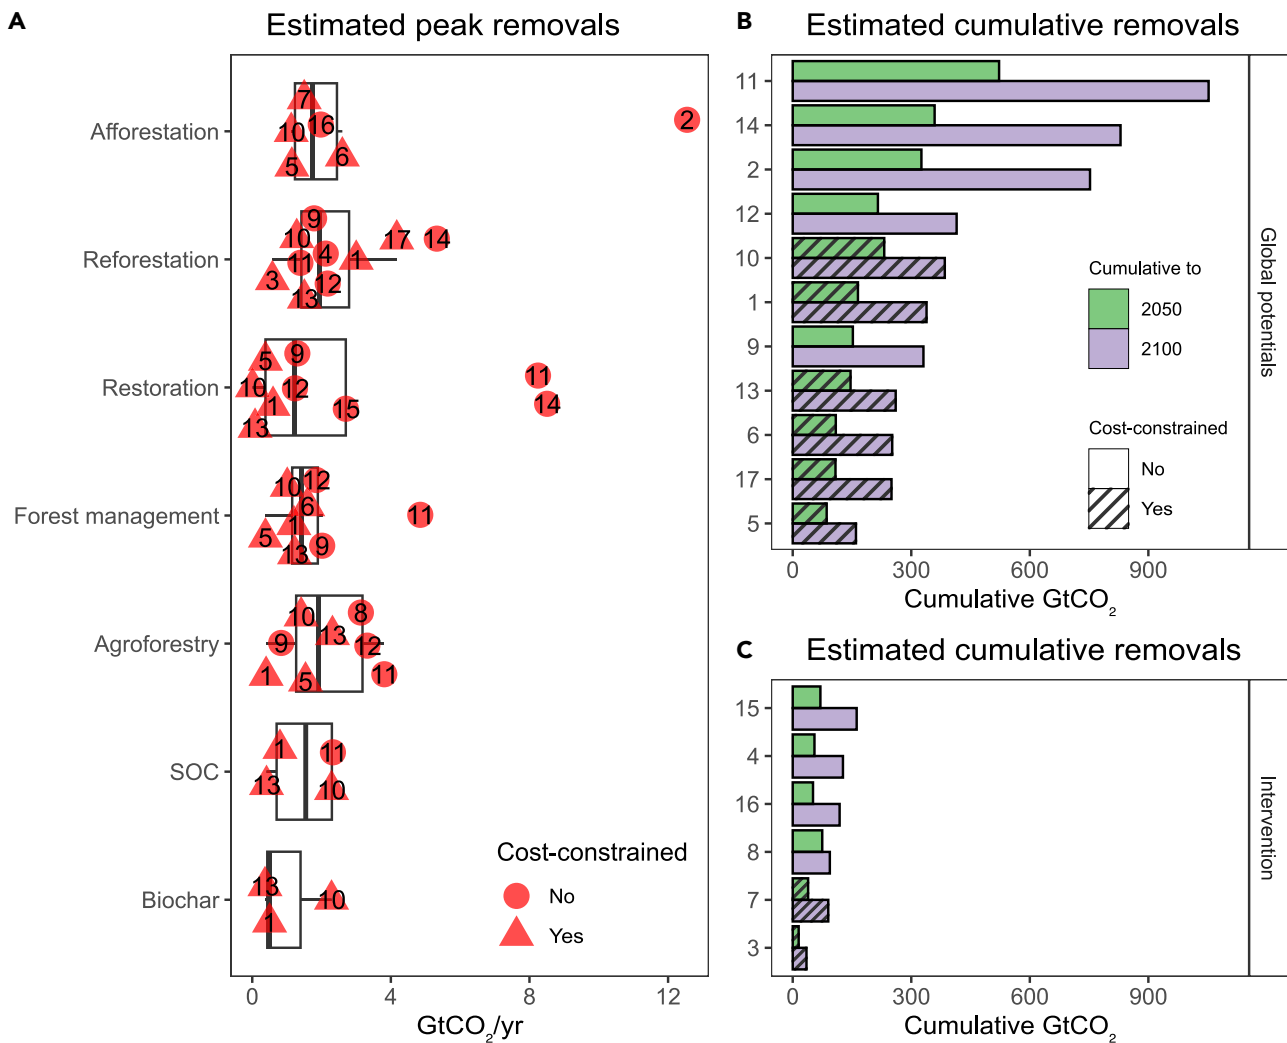 A
Estimated peak removals
Afforestation
7
10
16
2
5
6
Reforestation
9
10
17
14
4
11
1
3
12
13
Restoration
5
9
10
12
11
1
15
14
13
Forest management
10
12
6
1
11
5
13
9
Agroforestry
10
8
13
9
12
1
5
11
SOC
1
11
13
10
Biochar
13
10
1
Cost-constrained
No
Yes
0 4 8 12
GtCO₂/yr
B
Estimated cumulative removals
11
14
2
12
10
1
9
13
6
17
5
Cumulative to
2050
2100
Cost-constrained
No
Yes
Global potentials
0 300 600 900
Cumulative GtCO₂
C
Estimated cumulative removals
15
4
16
8
7
3
Intervention
0 300 600 900
Cumulative GtCO₂